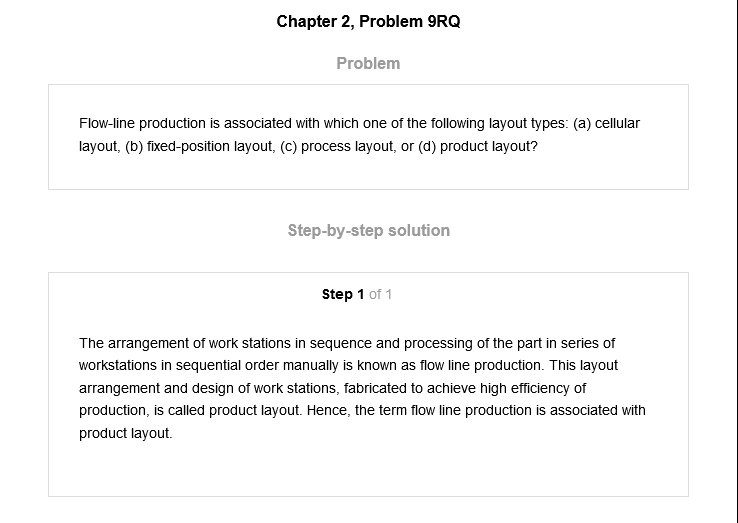 Chapter 2, Problem 9RQ
Problem
Flow-line production is associated with which one of the following layout types: (a) cellular
layout, (b) fixed-position layout, (c) process layout, or (d) product layout?
Step-by-step solution
Step 1 of 1
The arrangement of work stations in sequence and processing of the part in series of
workstations in sequential order manually is known as flow line production. This layout
arrangement and design of work stations, fabricated to achieve high efficiency of
production, is called product layout. Hence, the term flow line production is associated with
product layout.